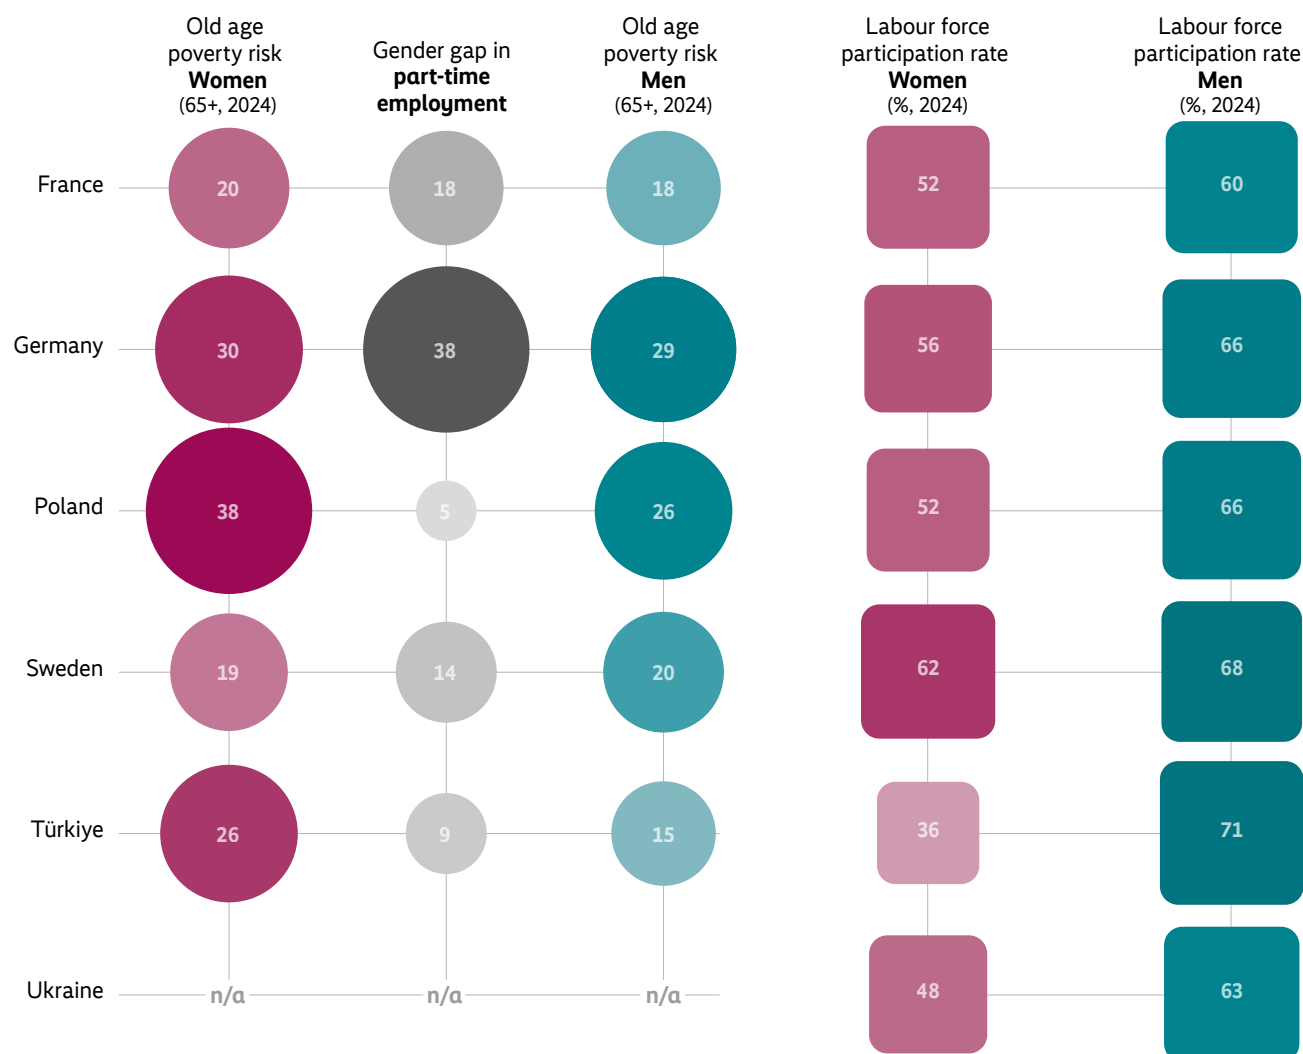 Old age
poverty risk
Women
(65+, 2024)
Gender gap in
part-time
employment
Old age
poverty risk
Men
(65+, 2024)
Labour force
participation rate
Women
(%, 2024)
Labour force
participation rate
Men
(%, 2024)
France 20 18 18 52 60
Germany 30 38 29 56 66
Poland 38 5 26 52 66
Sweden 19 14 20 62 68
Türkiye 26 9 15 36 71
Ukraine n/a n/a n/a 48 63